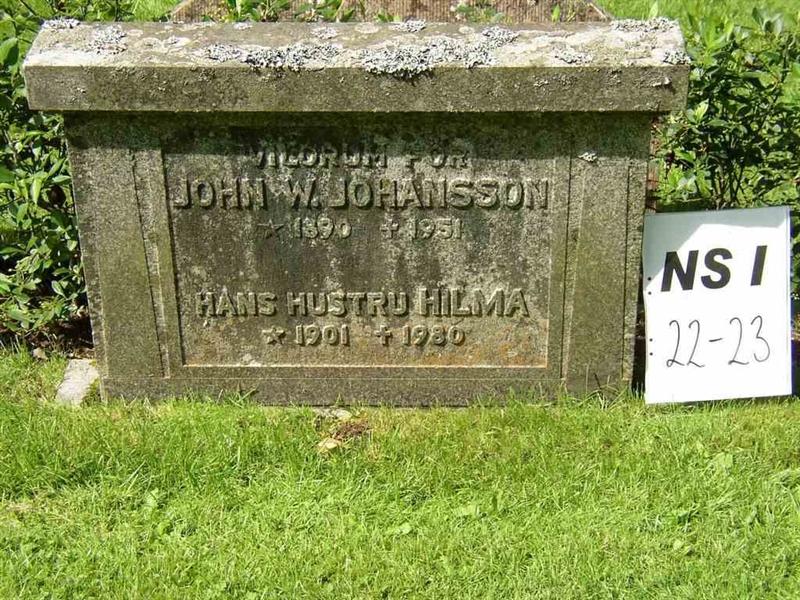 VILORUM FÖR
JOHN W. JOHANSSON
* 1890 + 1951
HANS HUSTRU HILMA
* 1901 + 1980
NS I
22-23